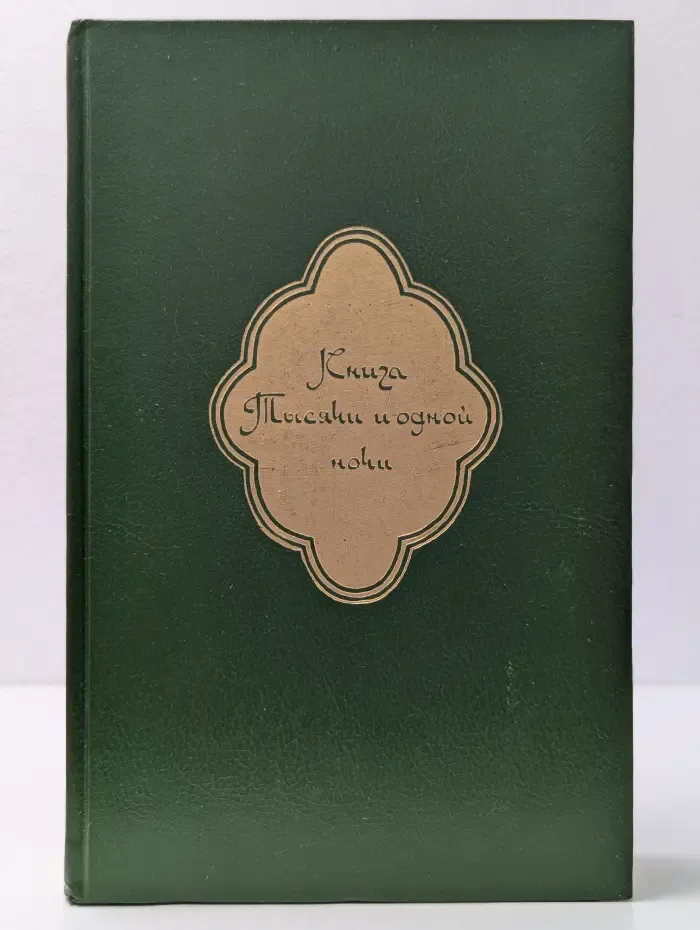 Книга
Тысячи и одной
ночи